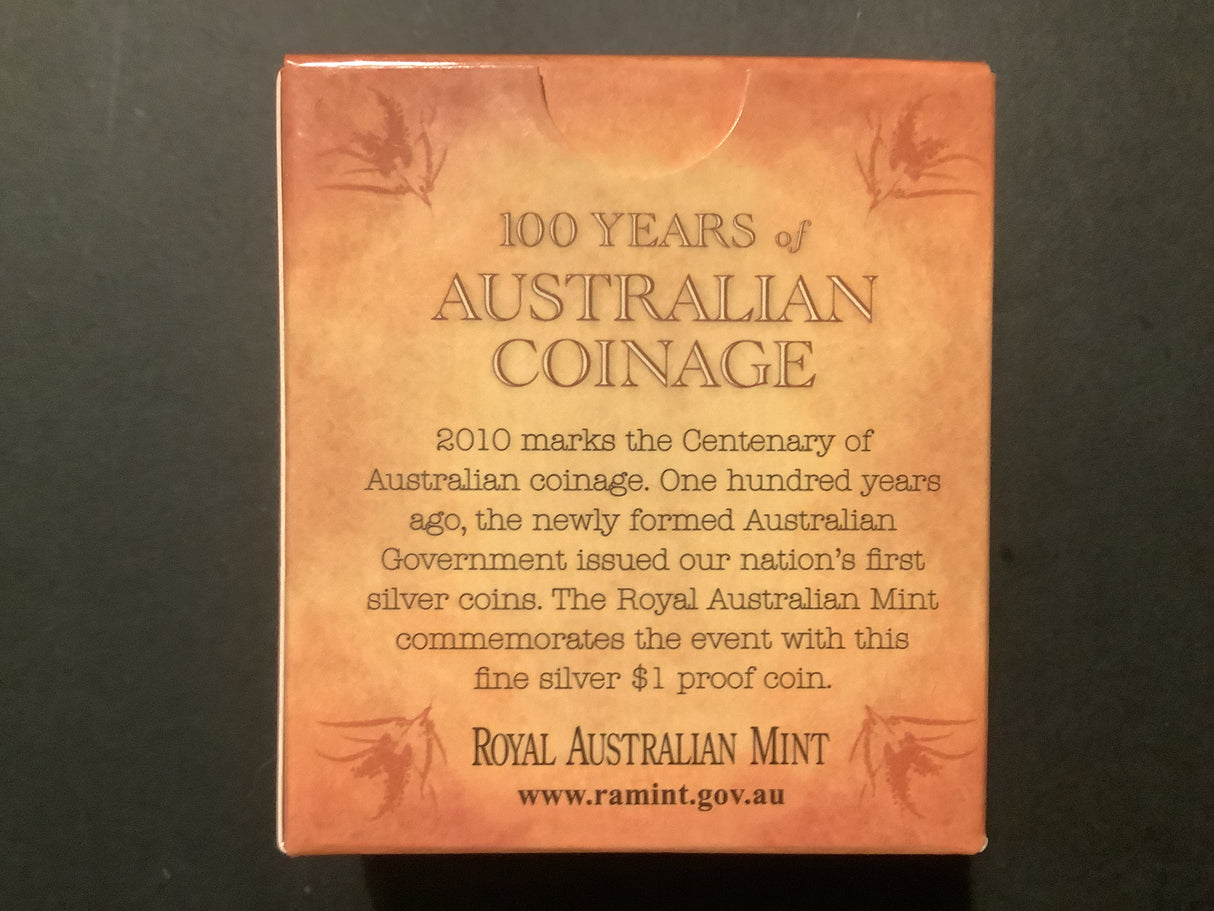 100 YEARS of
AUSTRALIAN
COINAGE
2010 marks the Centenary of
Australian coinage. One hundred years
ago, the newly formed Australian
Government issued our nation's first
silver coins. The Royal Australian Mint
commemorates the event with this
fine silver $1 proof coin.
ROYAL AUSTRALIAN MINT
www.ramint.gov.au